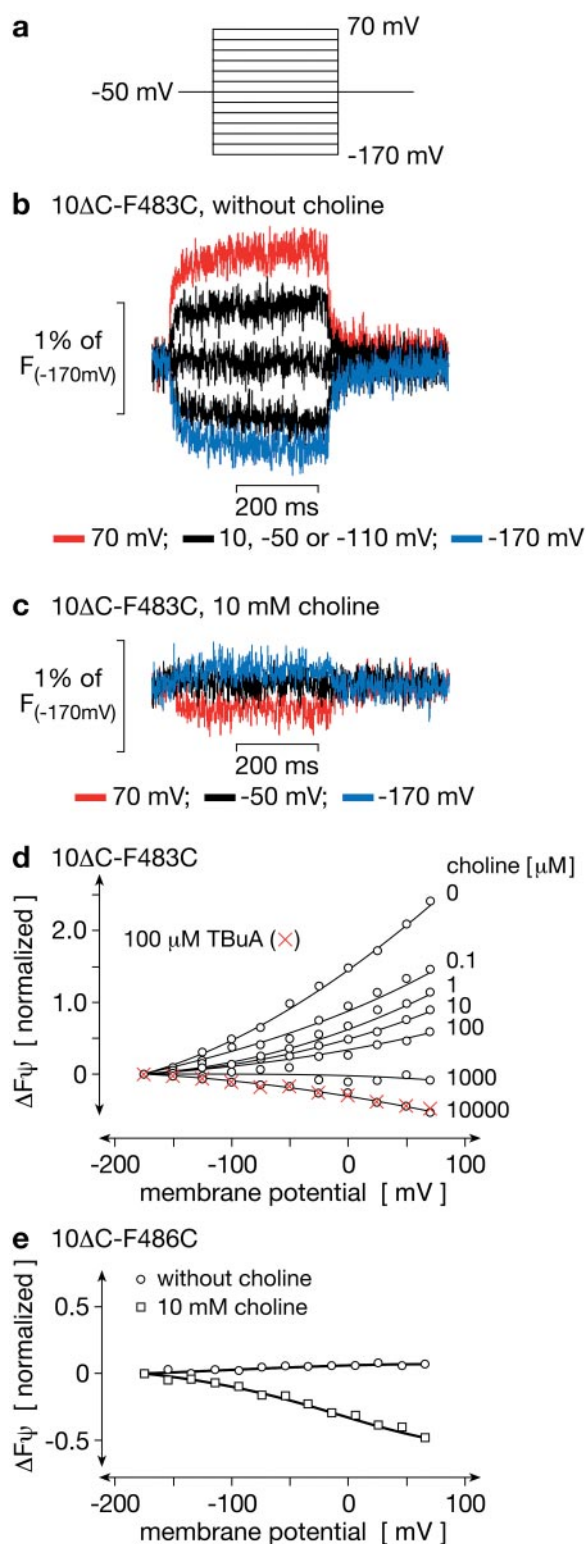 a
70 mV
-50 mV
-170 mV
b 10ΔC-F483C, without choline
1% of
F(-170mV)
200 ms
70 mV; 10, -50 or -110 mV; -170 mV
c 10ΔC-F483C, 10 mM choline
1% of
F(-170mV)
200 ms
70 mV; -50 mV; -170 mV
d 10ΔC-F483C
choline [μM]
0
100 μM TBuA (×)
0.1
1
10
100
1000
10000
ΔFψ [ normalized ]
2.0
1.0
0
-200 -100 0 100
membrane potential [ mV ]
e 10ΔC-F486C
without choline
10 mM choline
ΔFψ [ normalized ]
0.5
0
-0.5
-200 -100 0 100
membrane potential [ mV ]